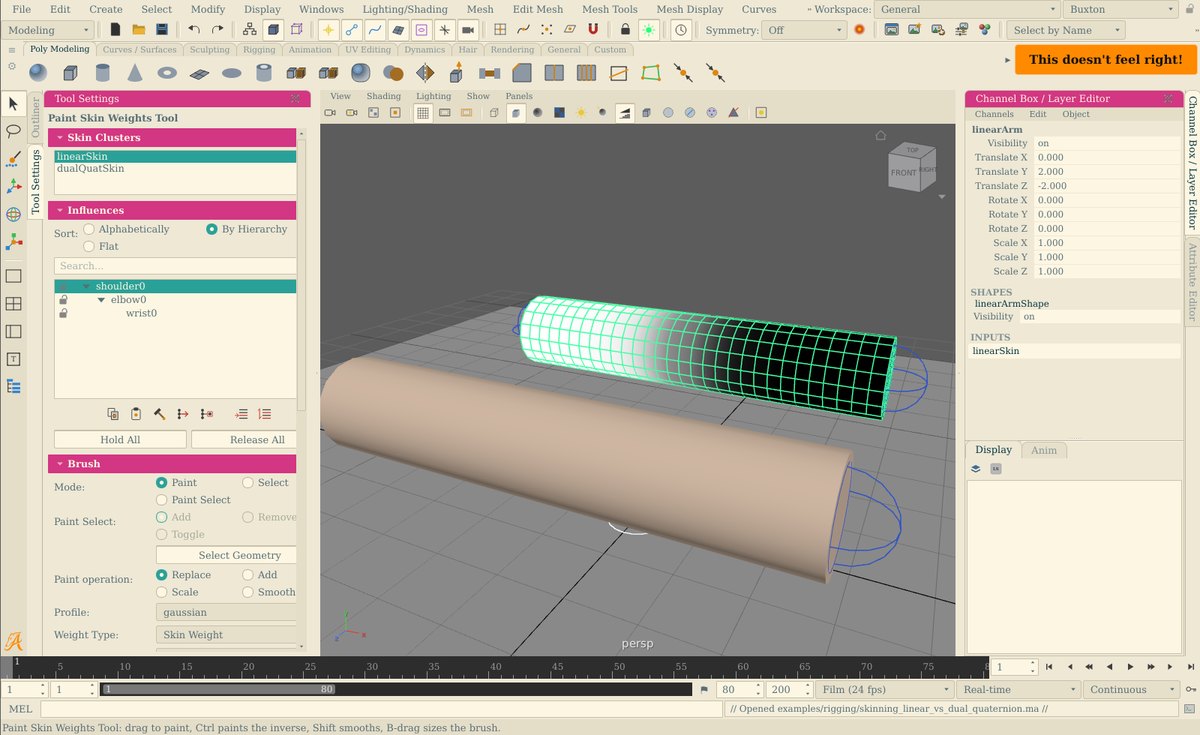 File Edit Create Select Modify Display Windows Lighting/Shading Mesh Edit Mesh Mesh Tools Mesh Display Curves » Workspace: General Buxton
Modeling Symmetry: Off Select by Name
Poly Modeling Curves / Surfaces Sculpting Rigging Animation UV Editing Dynamics Hair Rendering General Custom
This doesn't feel right!
Outliner
Tool Settings
Tool Settings
Paint Skin Weights Tool
Skin Clusters
linearSkin
dualQuatSkin
Influences
Sort: Alphabetically By Hierarchy
Flat
Search...
shoulder0
elbow0
wrist0
Hold All Release All
Brush
Mode: Paint Select
Paint Select
Paint Select: Add Remove
Toggle
Select Geometry
Paint operation: Replace Add
Scale Smooth
Profile: gaussian
Weight Type: Skin Weight
View Shading Lighting Show Panels
TOP
FRONT RIGHT
y
z x
persp
Channel Box / Layer Editor
Channels Edit Object
linearArm
Visibility on
Translate X 0.000
Translate Y 2.000
Translate Z -2.000
Rotate X 0.000
Rotate Y 0.000
Rotate Z 0.000
Scale X 1.000
Scale Y 1.000
Scale Z 1.000
SHAPES
linearArmShape
Visibility on
INPUTS
linearSkin
Display Anim
Channel Box / Layer Editor
Attribute Editor
1 5 10 15 20 25 30 35 40 45 50 55 60 65 70 75 8 1
1 1 1 80 80 200 Film (24 fps) Real-time Continuous
MEL // Opened examples/rigging/skinning_linear_vs_dual_quaternion.ma //
Paint Skin Weights Tool: drag to paint, Ctrl paints the inverse, Shift smooths, B-drag sizes the brush.